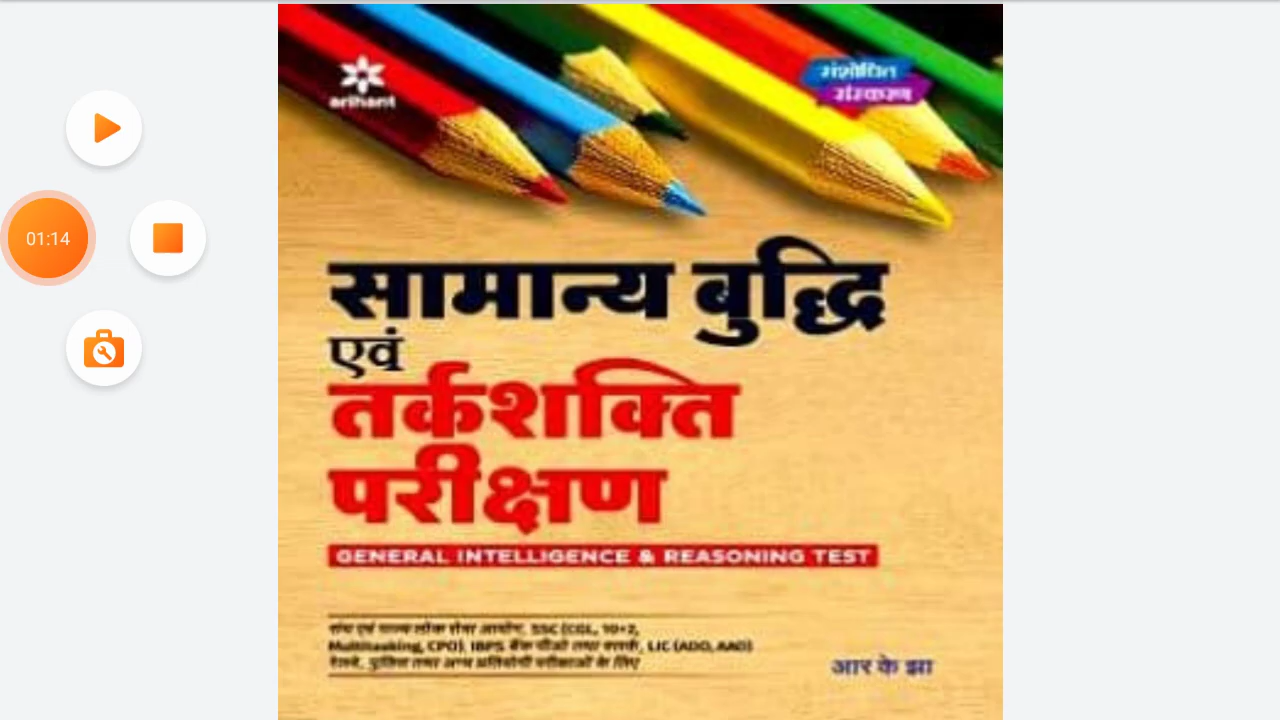 arihant
संशोधित
संस्करण
01:14
सामान्य बुद्धि
एवं
तर्कशक्ति
परीक्षण
GENERAL INTELLIGENCE & REASONING TEST
संघ एवं राज्य लोक सेवा आयोग, SSC (CGL, 10+2,
Multitasking, CPO), IBPS बैंक पीओ तथा क्लर्क, LIC (ADO, AAO)
रेलवे, पुलिस तथा अन्य प्रतियोगी परीक्षाओं के लिए
आर के झा